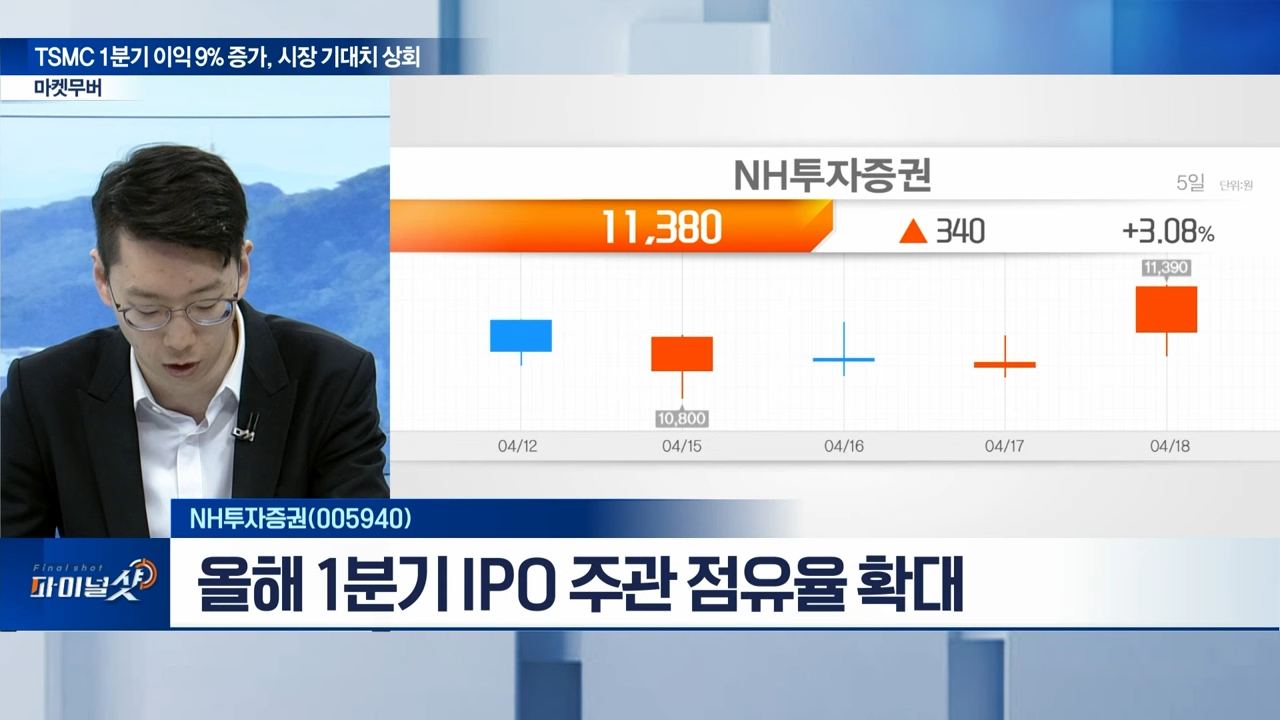 TSMC 1분기 이익 9% 증가, 시장 기대치 상회
마켓무버
NH투자증권
5일 단위:원
11,380 ▲ 340 +3.08%
11,390
10,800
04/12 04/15 04/16 04/17 04/18
NH투자증권(005940)
Final shot
파이널샷
올해 1분기 IPO 주관 점유율 확대